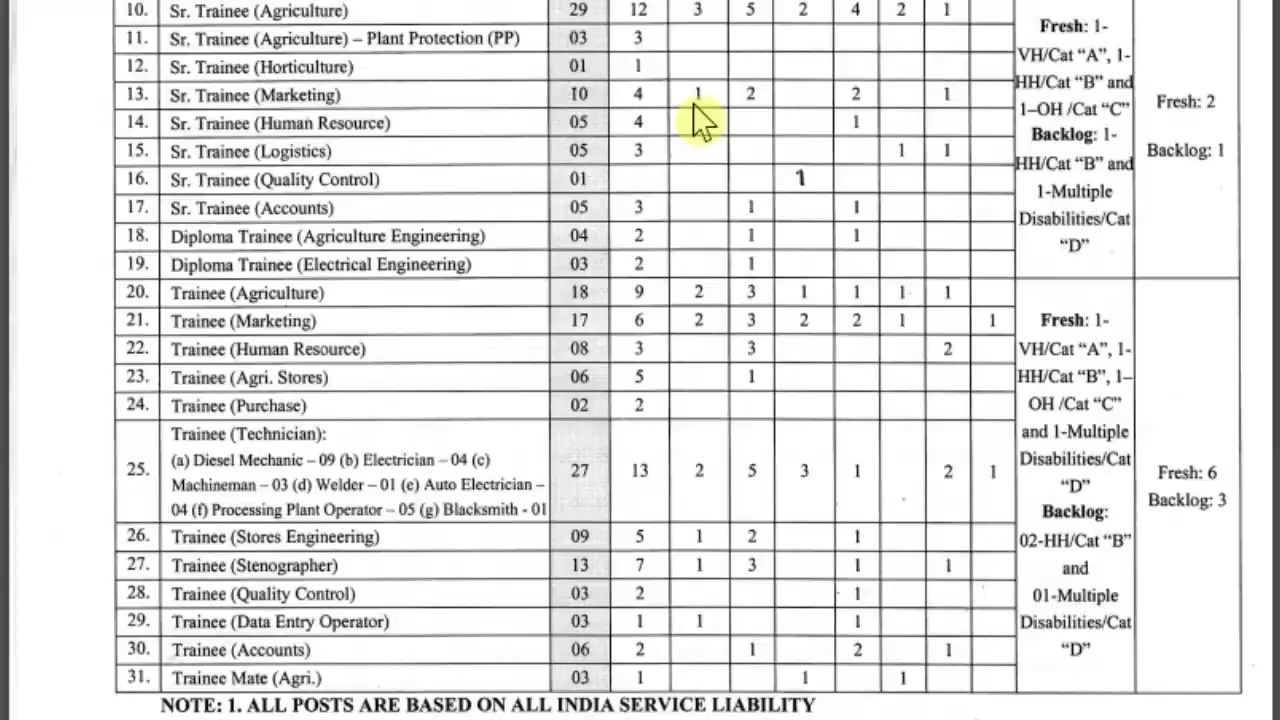 10. Sr. Trainee (Agriculture) 29 12 3 5 2 4 2 1
11. Sr. Trainee (Agriculture) – Plant Protection (PP) 03 3
12. Sr. Trainee (Horticulture) 01 1
13. Sr. Trainee (Marketing) 10 4 1 2 2 1
14. Sr. Trainee (Human Resource) 05 4 1
15. Sr. Trainee (Logistics) 05 3 1 1
16. Sr. Trainee (Quality Control) 01 1
17. Sr. Trainee (Accounts) 05 3 1 1
18. Diploma Trainee (Agriculture Engineering) 04 2 1 1
19. Diploma Trainee (Electrical Engineering) 03 2 1
Fresh: 1-
VH/Cat “A”, 1-
HH/Cat “B” and
1–OH /Cat “C”
Backlog: 1-
HH/Cat “B” and
1-Multiple
Disabilities/Cat
“D”
Fresh: 2
Backlog: 1
20. Trainee (Agriculture) 18 9 2 3 1 1 1 1
21. Trainee (Marketing) 17 6 2 3 2 2 1 1
22. Trainee (Human Resource) 08 3 3 2
23. Trainee (Agri. Stores) 06 5 1
24. Trainee (Purchase) 02 2
Trainee (Technician):
25. (a) Diesel Mechanic – 09 (b) Electrician – 04 (c) 27 13 2 5 3 1 2 1
Machineman – 03 (d) Welder – 01 (e) Auto Electrician –
04 (f) Processing Plant Operator – 05 (g) Blacksmith - 01
26. Trainee (Stores Engineering) 09 5 1 2 1
27. Trainee (Stenographer) 13 7 1 3 1 1
28. Trainee (Quality Control) 03 2 1
29. Trainee (Data Entry Operator) 03 1 1 1
30. Trainee (Accounts) 06 2 1 2 1
31. Trainee Mate (Agri.) 03 1 1 1
Fresh: 1-
VH/Cat “A”, 1-
HH/Cat “B”, 1–
OH /Cat “C”
and 1-Multiple
Disabilities/Cat
“D”
Backlog:
02-HH/Cat “B”
and
01-Multiple
Disabilities/Cat
“D”
Fresh: 6
Backlog: 3
NOTE: 1. ALL POSTS ARE BASED ON ALL INDIA SERVICE LIABILITY